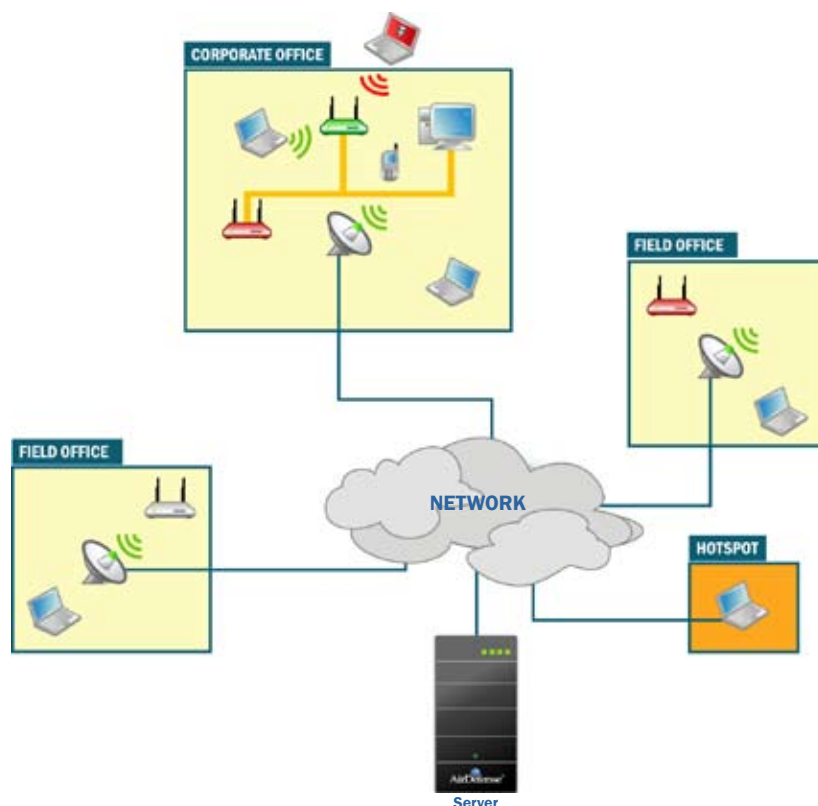 CORPORATE OFFICE
FIELD OFFICE
FIELD OFFICE
NETWORK
HOTSPOT
AirDefense
Server